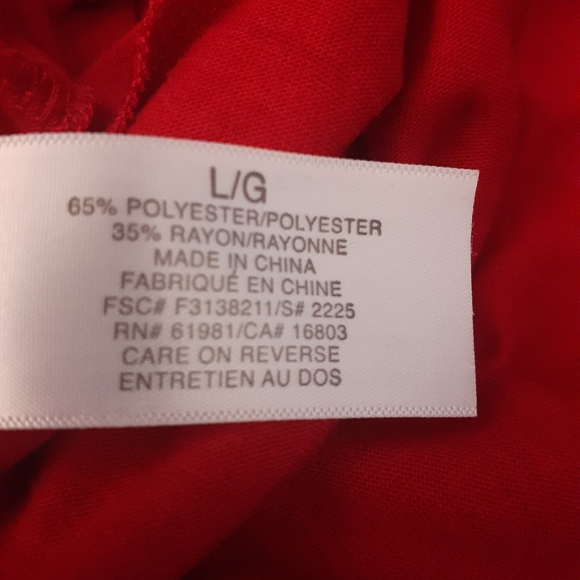 L/G
65% POLYESTER/POLYESTER
35% RAYON/RAYONNE
MADE IN CHINA
FABRIQUÉ EN CHINE
FSC# F3138211/S# 2225
RN# 61981/CA# 16803
CARE ON REVERSE
ENTRETIEN AU DOS